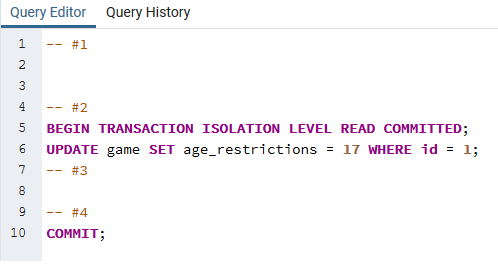 Query Editor Query History
1 -- #1
2
3
4 -- #2
5 BEGIN TRANSACTION ISOLATION LEVEL READ COMMITTED;
6 UPDATE game SET age_restrictions = 17 WHERE id = 1;
7 -- #3
8
9 -- #4
10 COMMIT;